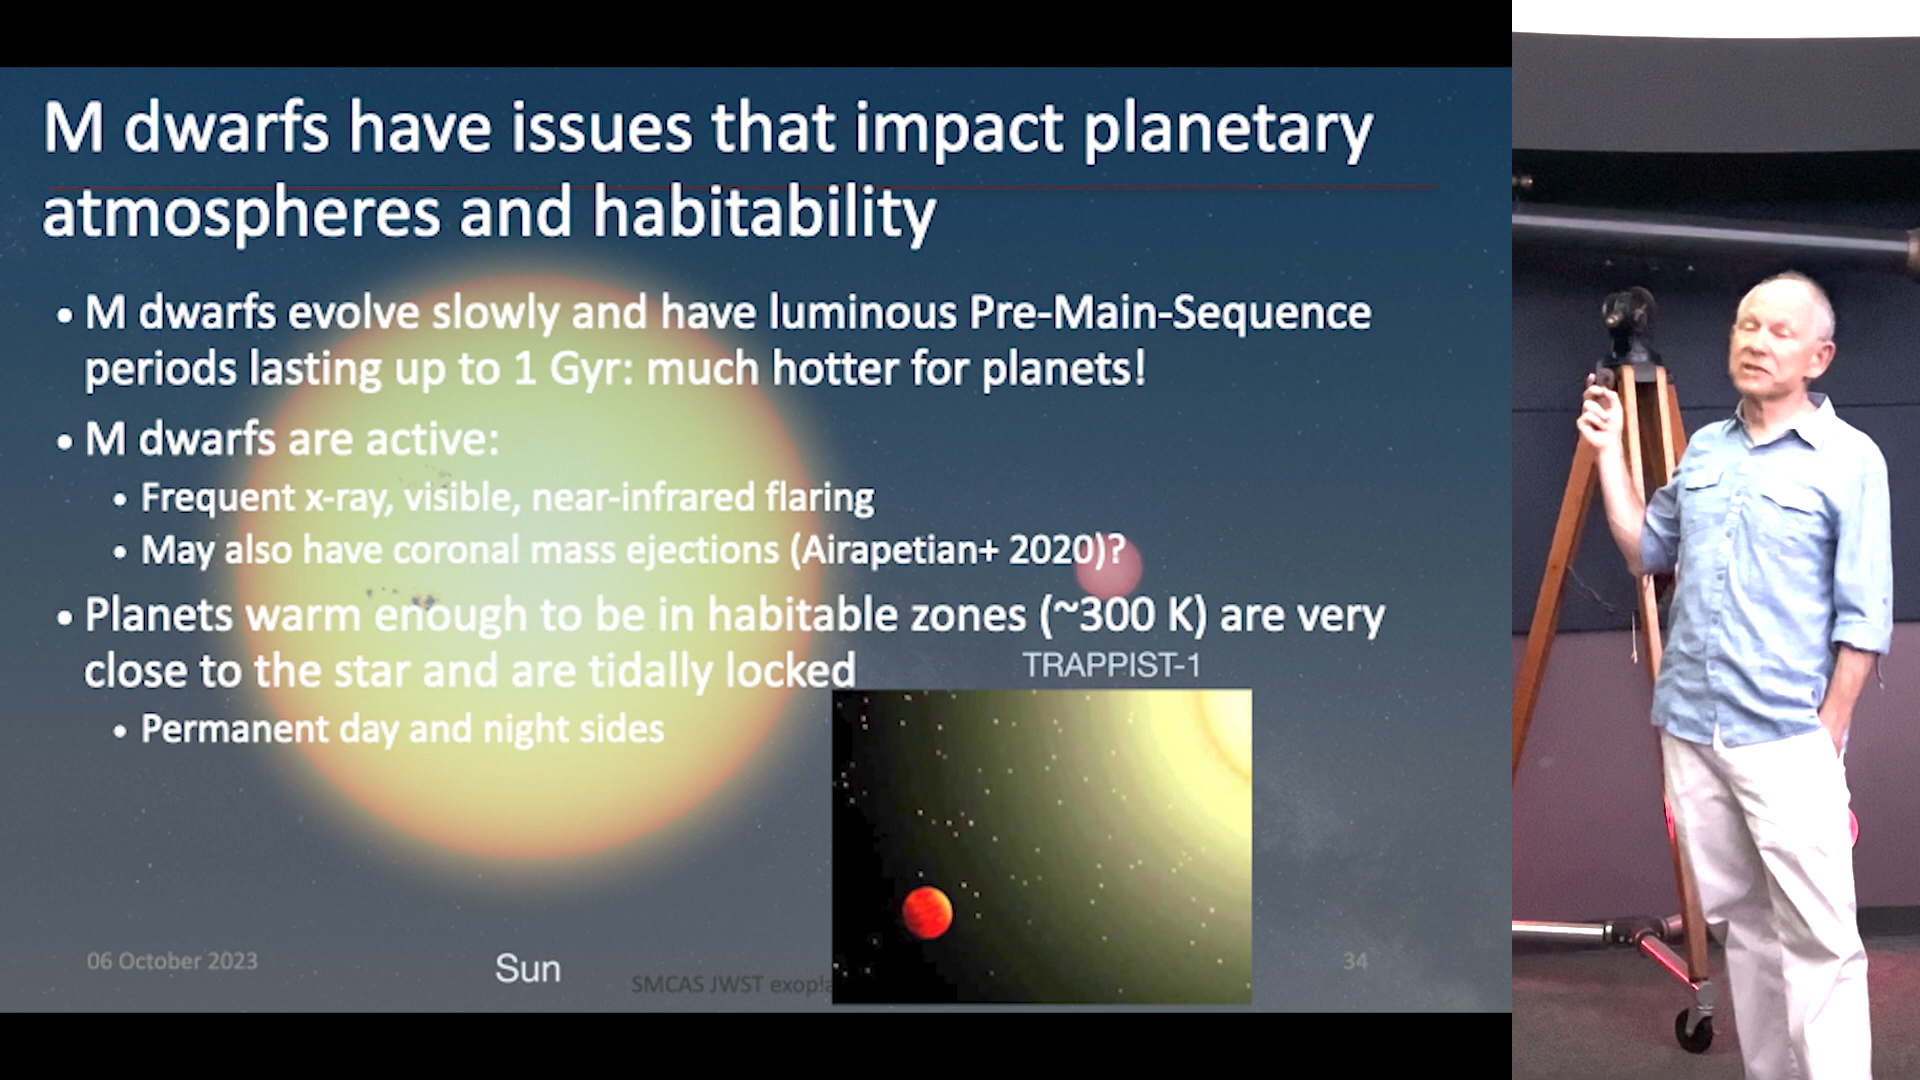 M dwarfs have issues that impact planetary
atmospheres and habitability
• M dwarfs evolve slowly and have luminous Pre-Main-Sequence
periods lasting up to 1 Gyr: much hotter for planets!
• M dwarfs are active:
• Frequent x-ray, visible, near-infrared flaring
• May also have coronal mass ejections (Airapetian+ 2020)?
• Planets warm enough to be in habitable zones (~300 K) are very
close to the star and are tidally locked
TRAPPIST-1
• Permanent day and night sides
06 October 2023
Sun
SMCAS JWST
34